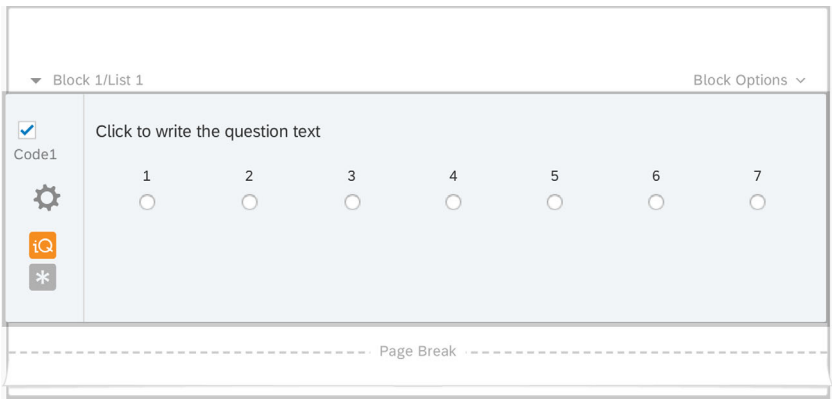 Block 1/List 1
Block Options
Click to write the question text
Code1
1 2 3 4 5 6 7
iQ
*
Page Break